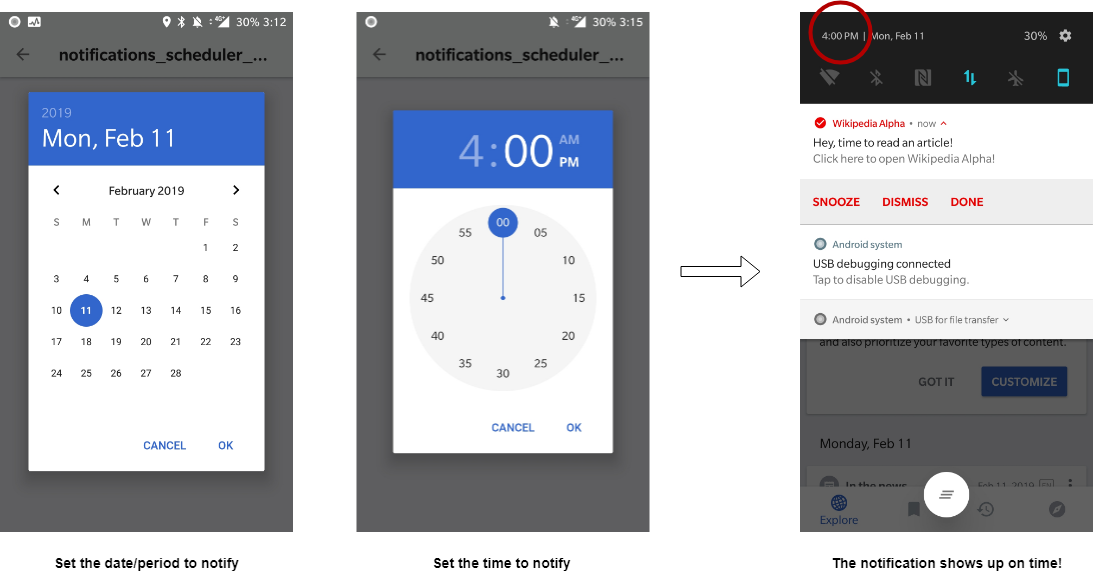 30% 3:12
notifications_scheduler_...
2019
Mon, Feb 11
February 2019
S M T W T F S
1 2
3 4 5 6 7 8 9
10 11 12 13 14 15 16
17 18 19 20 21 22 23
24 25 26 27 28
CANCEL OK
Set the date/period to notify
4G 30% 3:15
notifications_scheduler_...
4:00 AM
PM
00
55 05
50 10
45 15
40 20
35 25
30
CANCEL OK
Set the time to notify
4:00 PM | Mon, Feb 11 30%
Wikipedia Alpha • now
Hey, time to read an article!
Click here to open Wikipedia Alpha!
SNOOZE DISMISS DONE
Android system
USB debugging connected
Tap to disable USB debugging.
Android system • USB for file transfer
and also prioritize your favorite types of content.
GOT IT CUSTOMIZE
Monday, Feb 11
In the news Feb 11, 2019
Explore
The notification shows up on time!